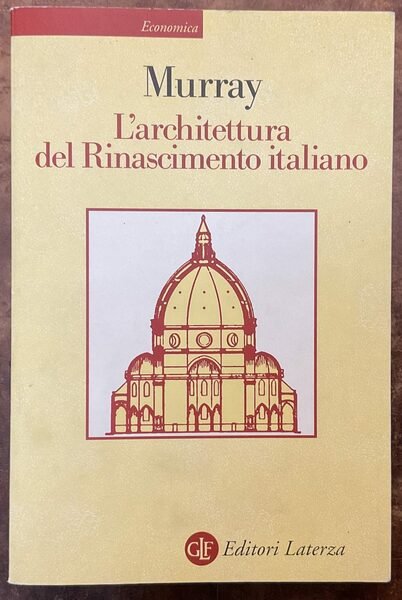 Economica
Murray
L'architettura
del Rinascimento italiano
GLF Editori Laterza